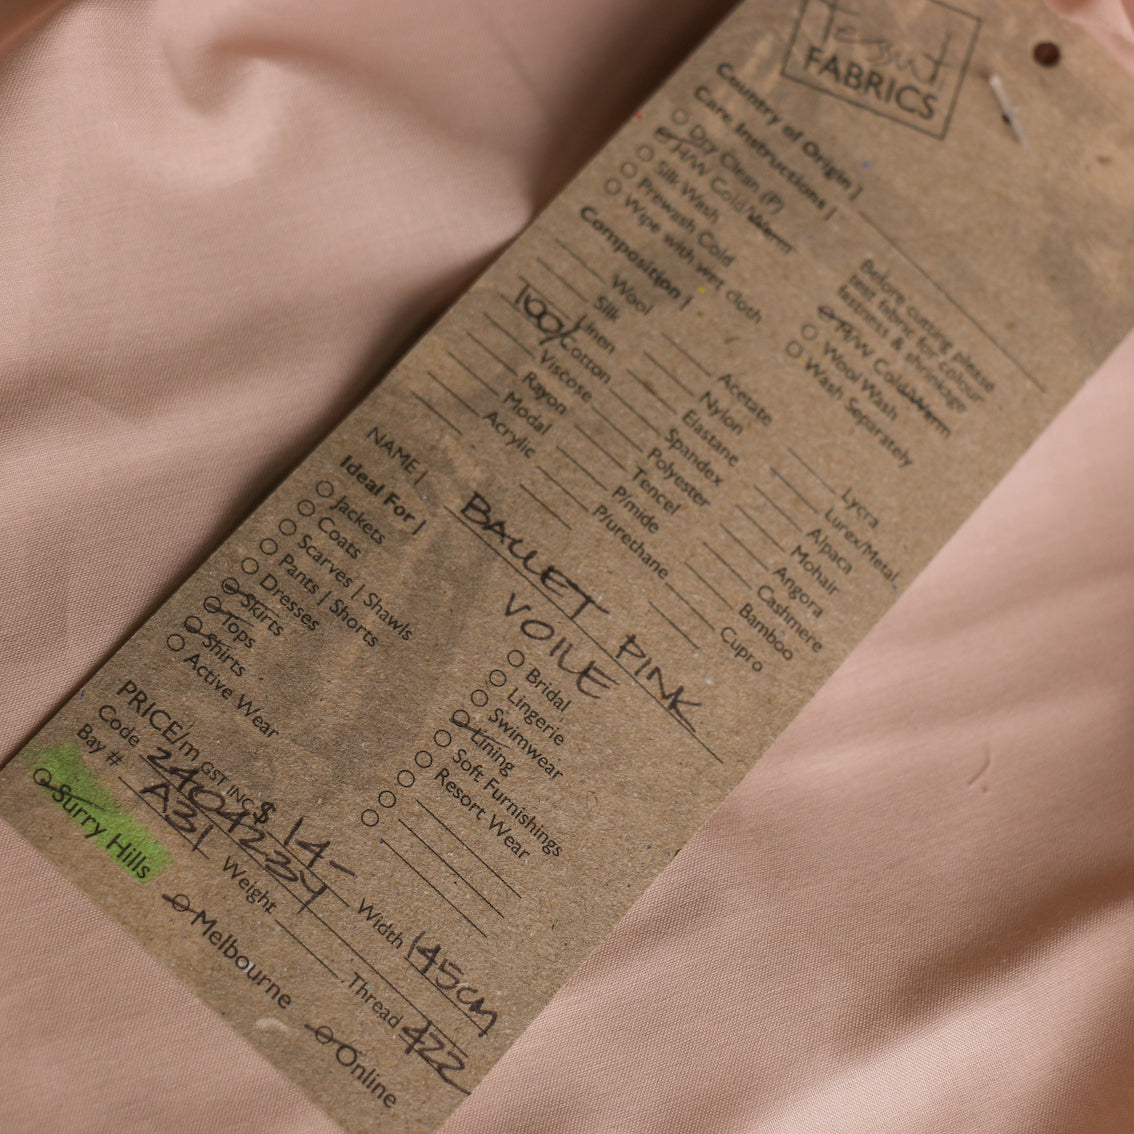 Tessut
FABRICS
Country of Origin |
Care Instructions |
Dry Clean (P)
H/W Cold/Warm
Silk Wash
Prewash Cold
Wipe with wet cloth
Before cutting please
test fabric for colour
fastness & shrinkage
H/W Cold/Warm
Wool Wash
Wash Separately
Composition |
Wool
Silk
Linen
100% Cotton
Viscose
Rayon
Modal
Acrylic
Acetate
Nylon
Elastane
Spandex
Polyester
Tencel
P/mide
P/urethane
Lycra
Lurex/Metal
Alpaca
Mohair
Angora
Cashmere
Bamboo
Cupro
NAME | BALLET PINK
VOILE
Ideal For |
Jackets
Coats
Scarves | Shawls
Pants | Shorts
Dresses
Skirts
Tops
Shirts
Active Wear
Bridal
Lingerie
Swimwear
Lining
Soft Furnishings
Resort Wear
PRICE/m GST INC $ 14-
Code 2404239 Width 145cm
Bay # A31 Weight Thread 422
Surry Hills Melbourne Online